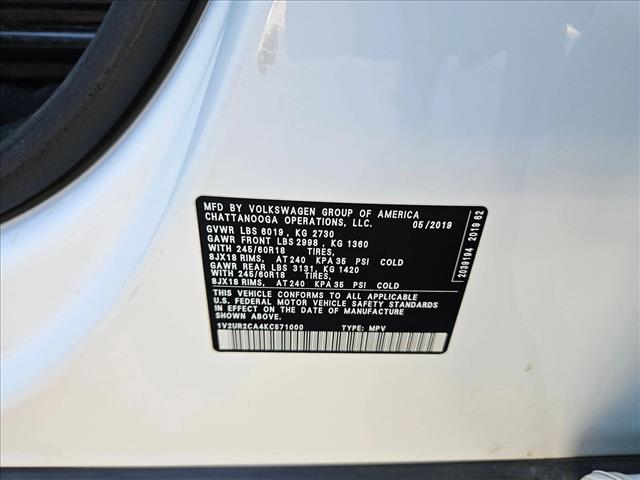 MFD BY VOLKSWAGEN GROUP OF AMERICA
CHATTANOOGA OPERATIONS, LLC. 05/2019
GVWR LBS 6019 , KG 2730
GAWR FRONT LBS 2998 , KG 1360
WITH 245/60R18 TIRES,
8JX18 RIMS, AT 240 KPA 35 PSI COLD
GAWR REAR LBS 3131, KG 1420
WITH 245/60R18 TIRES,
8JX18 RIMS, AT 240 KPA 35 PSI COLD
THIS VEHICLE CONFORMS TO ALL APPLICABLE
U.S. FEDERAL MOTOR VEHICLE SAFETY STANDARDS
IN EFFECT ON THE DATE OF MANUFACTURE
SHOWN ABOVE.
1V2UR2CA4KC571000 TYPE: MPV
2039194 2019 62